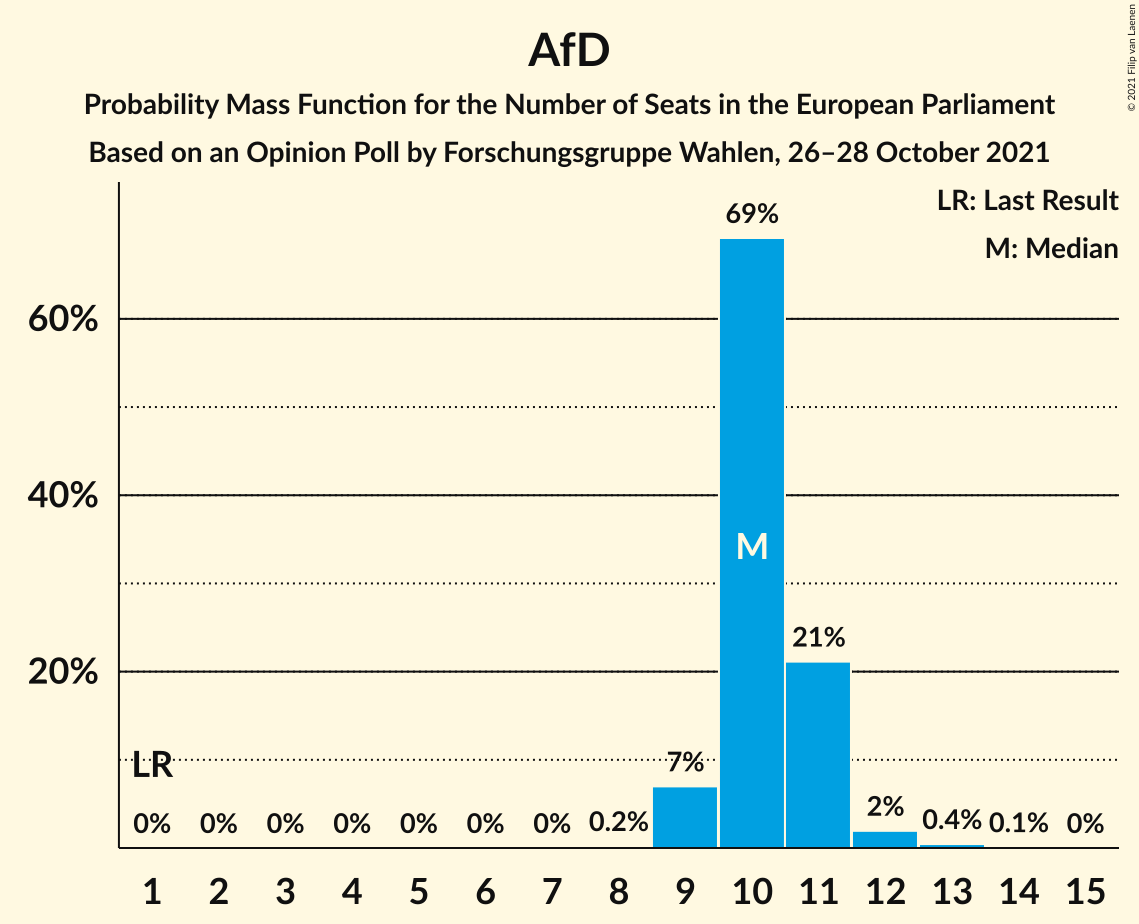 AfD
Probability Mass Function for the Number of Seats in the European Parliament
Based on an Opinion Poll by Forschungsgruppe Wahlen, 26–28 October 2021
© 2021 Filip van Laenen
LR: Last Result
M: Median
69%
60%
40%
M
21%
20%
LR
7%
0% 0% 0% 0% 0% 0% 0% 0.2% 2% 0.4% 0.1% 0%
1 2 3 4 5 6 7 8 9 10 11 12 13 14 15